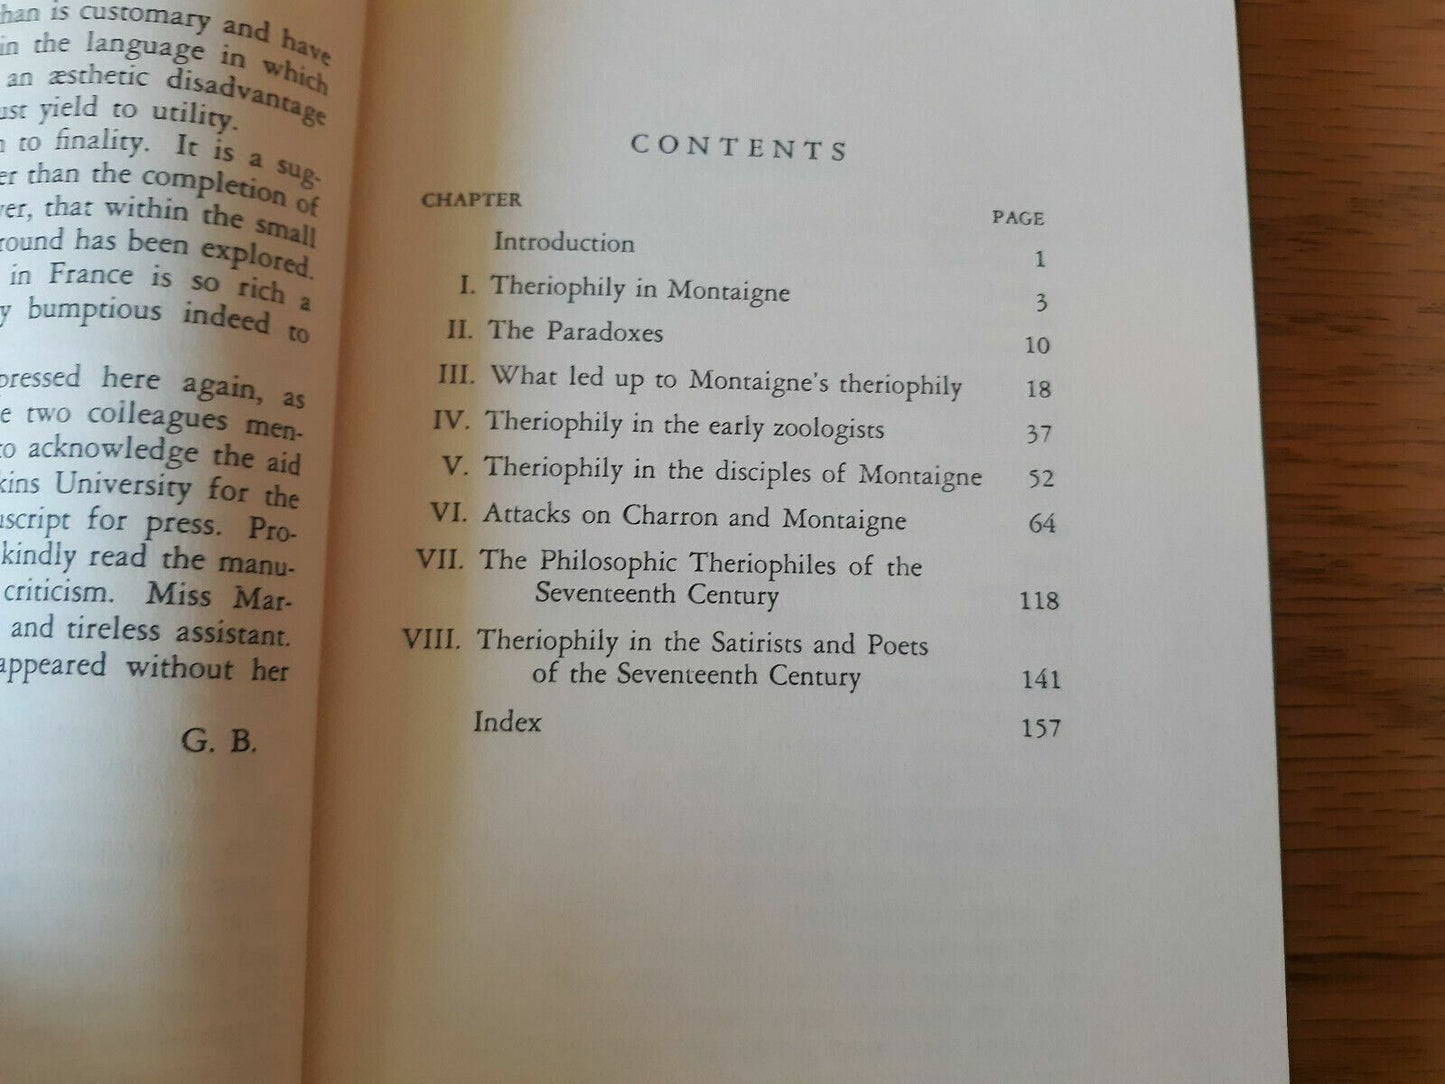 han is customary and have
in the language in which
an æsthetic disadvantage
ust yield to utility.
to finality. It is a sug-
er than the completion of
ver, that within the small
round has been explored.
in France is so rich a
y bumptious indeed to
pressed here again, as
e two colleagues men-
to acknowledge the aid
kins University for the
script for press. Pro-
kindly read the manu-
criticism. Miss Mar-
and tireless assistant.
appeared without her
G. B.
CONTENTS
CHAPTER PAGE
Introduction 1
I. Theriophily in Montaigne 3
II. The Paradoxes 10
III. What led up to Montaigne's theriophily 18
IV. Theriophily in the early zoologists 37
V. Theriophily in the disciples of Montaigne 52
VI. Attacks on Charron and Montaigne 64
VII. The Philosophic Theriophiles of the
Seventeenth Century 118
VIII. Theriophily in the Satirists and Poets
of the Seventeenth Century 141
Index 157